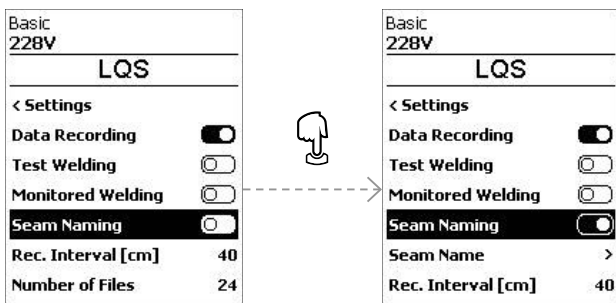 Basic
228V
LQS
< Settings
Data Recording
Test Welding
Monitored Welding
Seam Naming
Rec. Interval [cm] 40
Number of Files 24
Basic
228V
LQS
< Settings
Data Recording
Test Welding
Monitored Welding
Seam Naming
Seam Name >
Rec. Interval [cm] 40